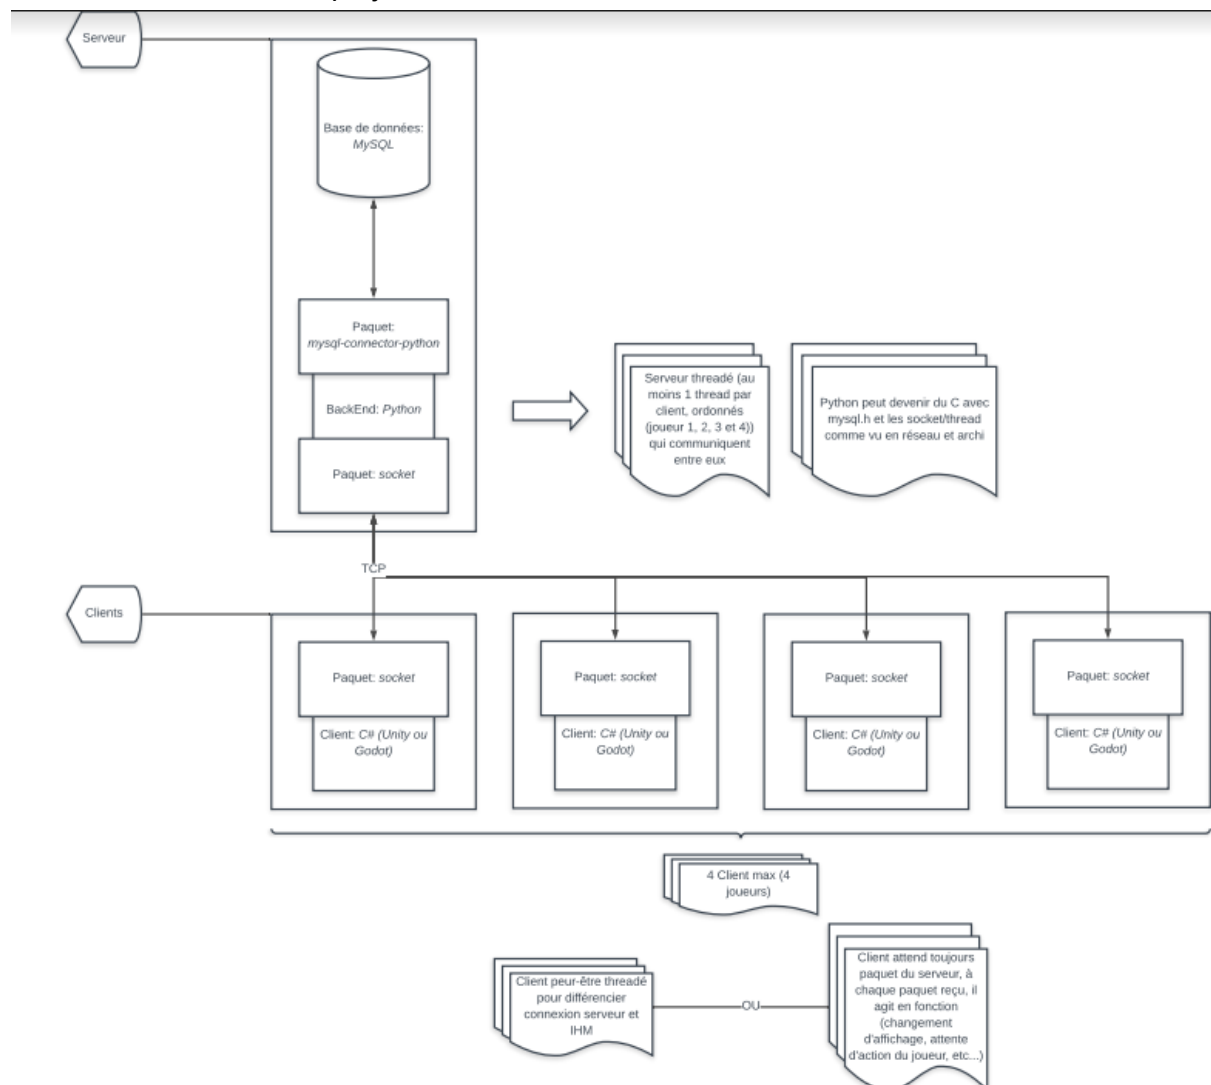 Serveur
Base de données:
MySQL
Paquet:
mysql-connector-python
BackEnd: Python
Paquet: socket
Serveur threadé (au
moins 1 thread par
client, ordonnés
(joueur 1, 2, 3 et 4))
qui communiquent
entre eux
Python peut devenir du C avec
mysql.h et les socket/thread
comme vu en réseau et archi
TCP
Clients
Paquet: socket
Client: C# (Unity ou
Godot)
Paquet: socket
Client: C# (Unity ou
Godot)
Paquet: socket
Client: C# (Unity ou
Godot)
Paquet: socket
Client: C# (Unity ou
Godot)
4 Client max (4
joueurs)
Client peur-être threadé
pour différencier
connexion serveur et
IHM
OU
Client attend toujours
paquet du serveur, à
chaque paquet reçu, il
agit en fonction
(changement
d'affichage, attente
d'action du joueur, etc...)